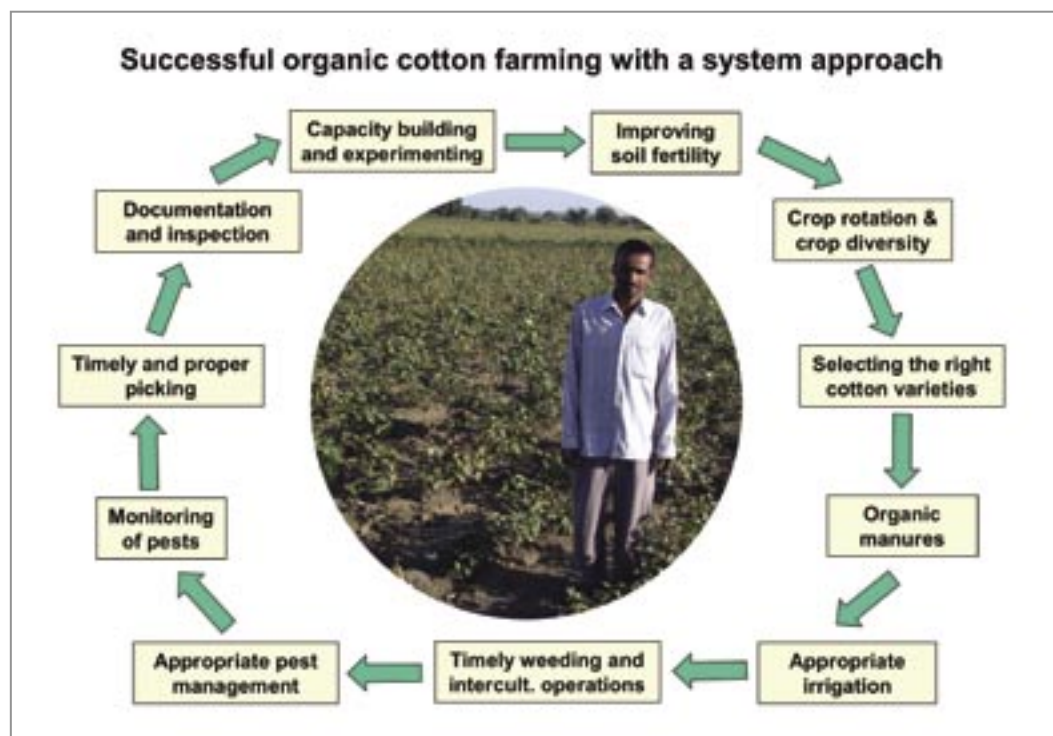 Successful organic cotton farming with a system approach
Capacity building
and experimenting
Improving
soil fertility
Crop rotation &
crop diversity
Selecting the right
cotton varieties
Organic
manures
Appropriate
irrigation
Timely weeding and
intercult. operations
Appropriate pest
management
Monitoring
of pests
Timely and proper
picking
Documentation
and inspection